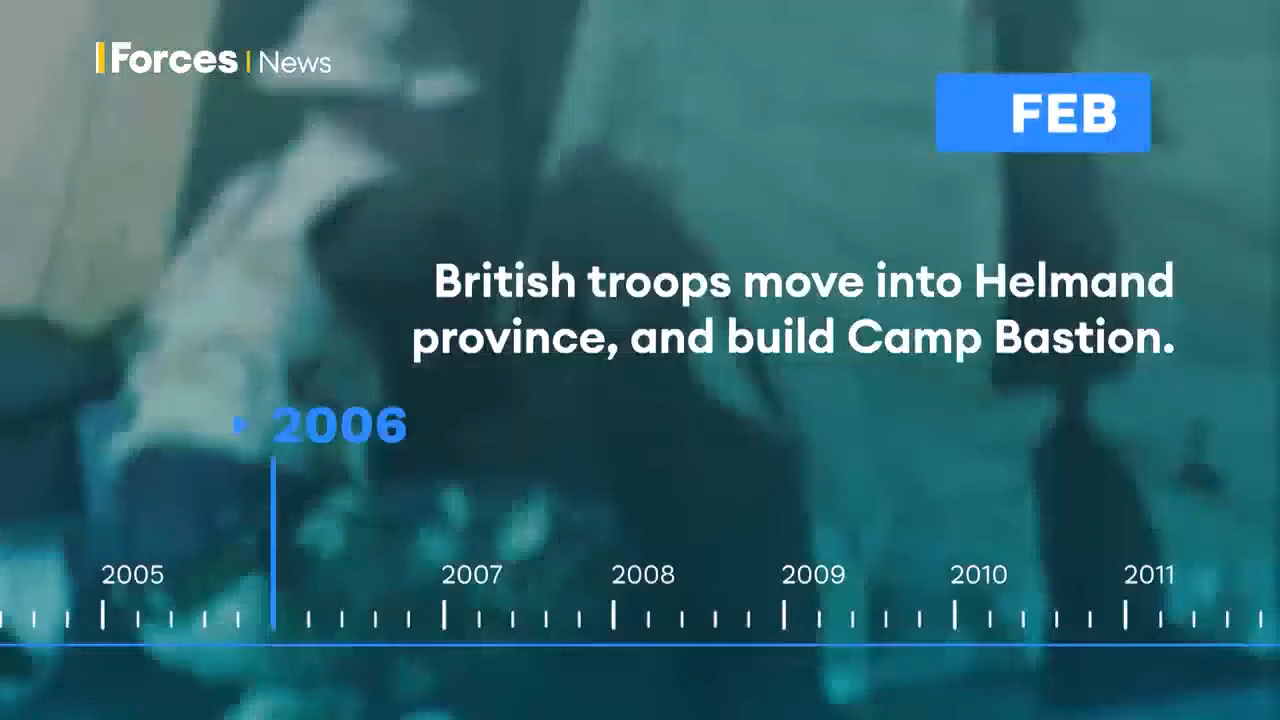 Forces | News
FEB
British troops move into Helmand
province, and build Camp Bastion.
2006
2005 2007 2008 2009 2010 2011